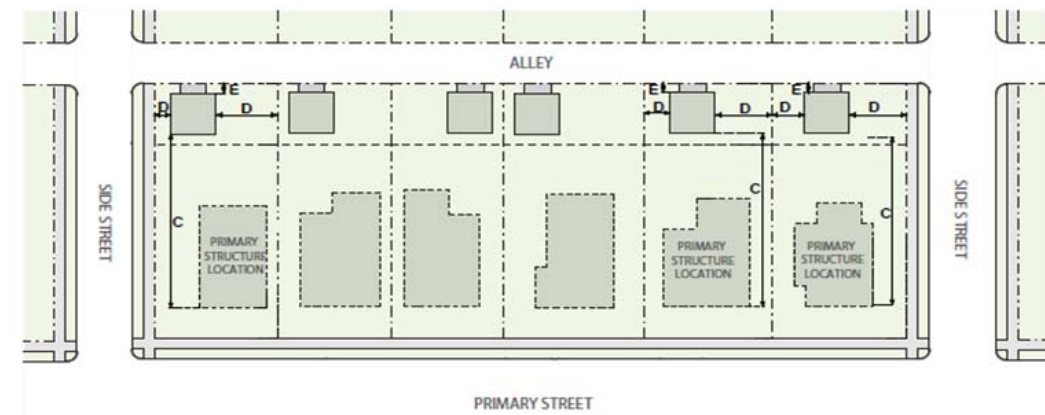 ALLEY
E
E
E
D
D
D
D
D
D
SIDE STREET
C
PRIMARY
STRUCTURE
LOCATION
PRIMARY
STRUCTURE
LOCATION
C
PRIMARY
STRUCTURE
LOCATION
C
SIDE STREET
PRIMARY STREET